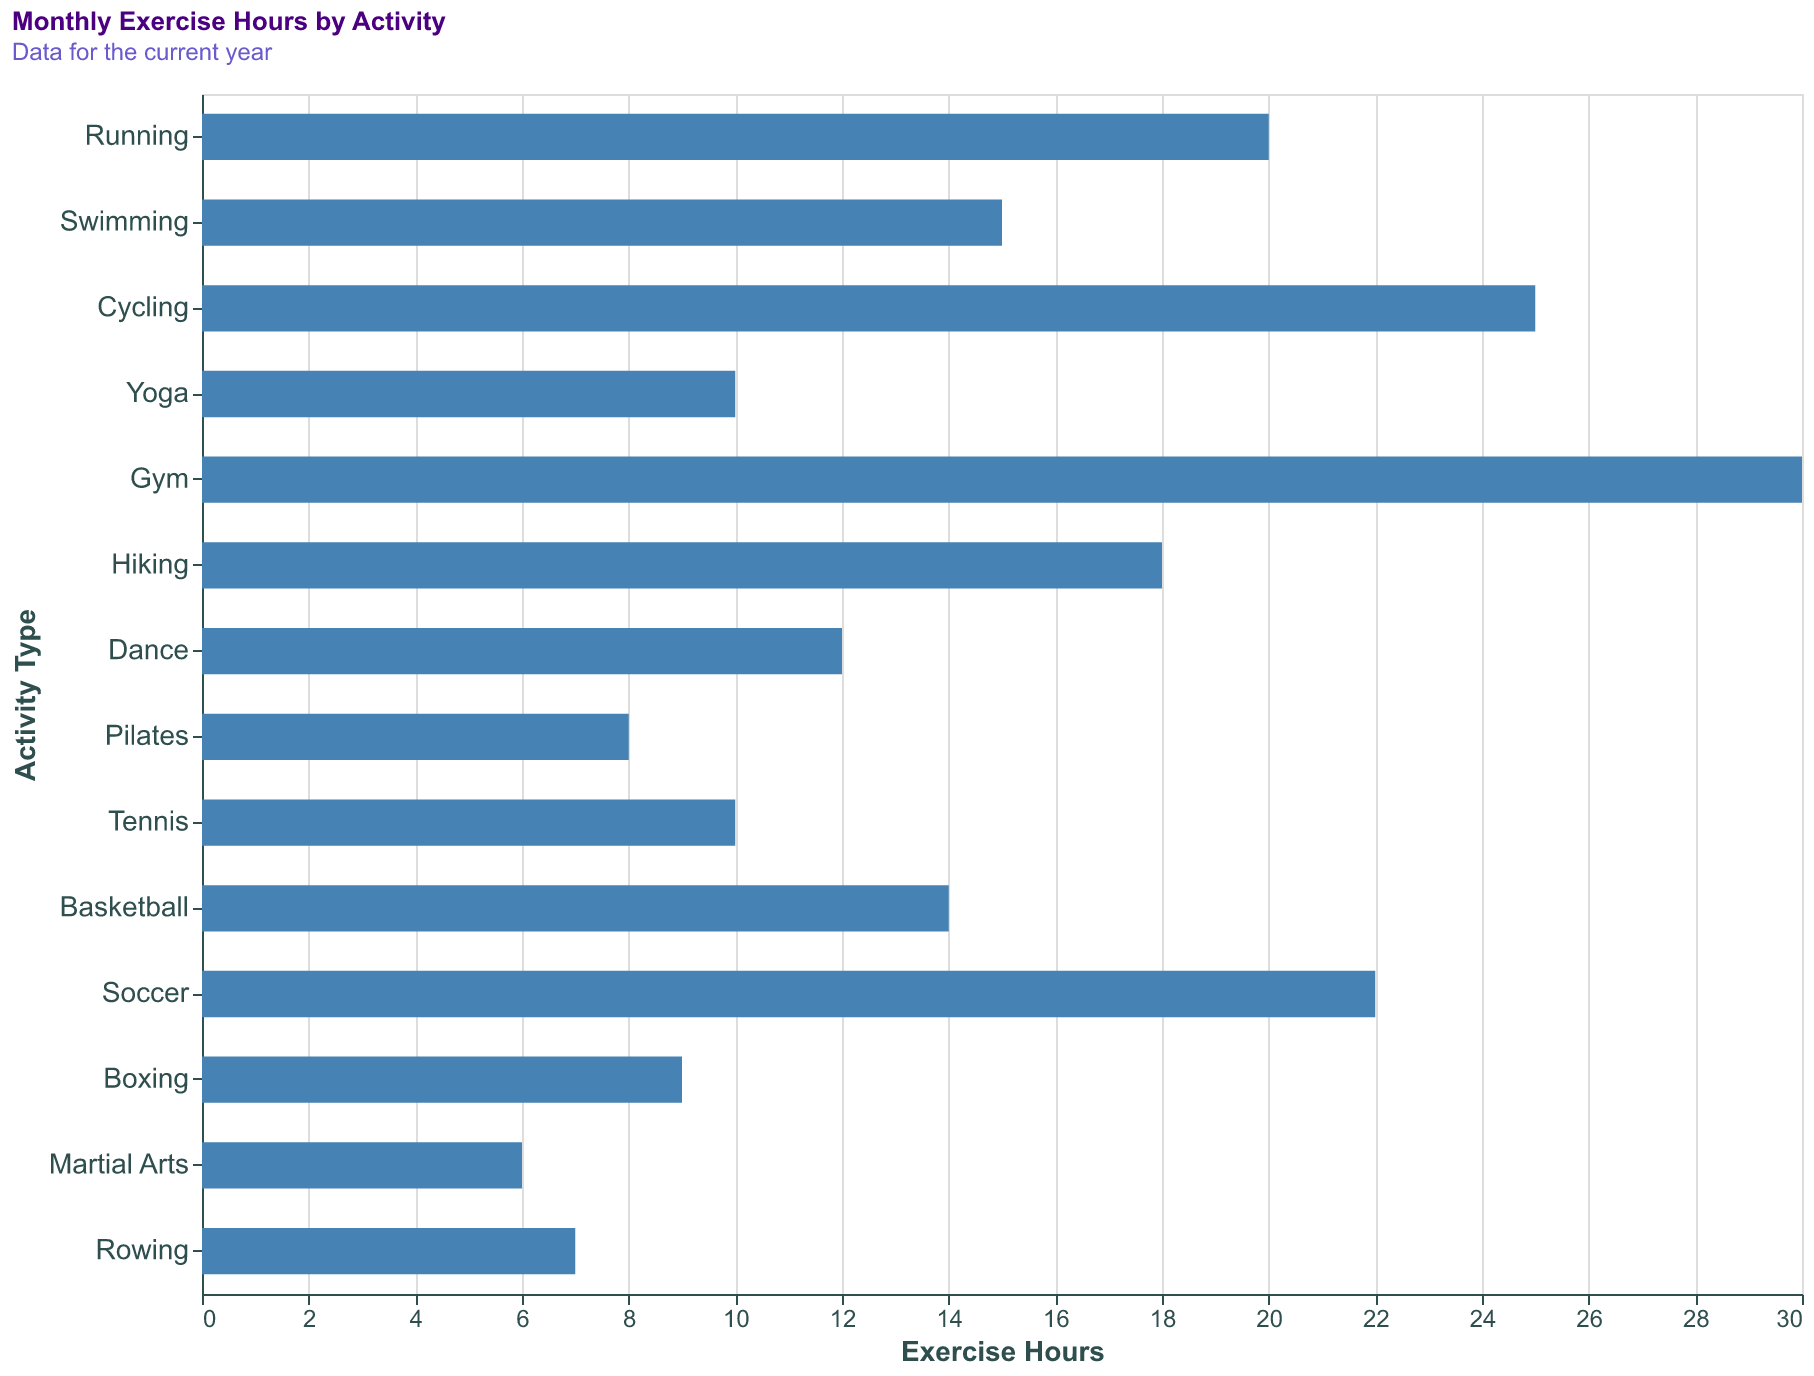 Monthly Exercise Hours by Activity
Data for the current year
Activity Type
Running
Swimming
Cycling
Yoga
Gym
Hiking
Dance
Pilates
Tennis
Basketball
Soccer
Boxing
Martial Arts
Rowing
0 2 4 6 8 10 12 14 16 18 20 22 24 26 28 30
Exercise Hours